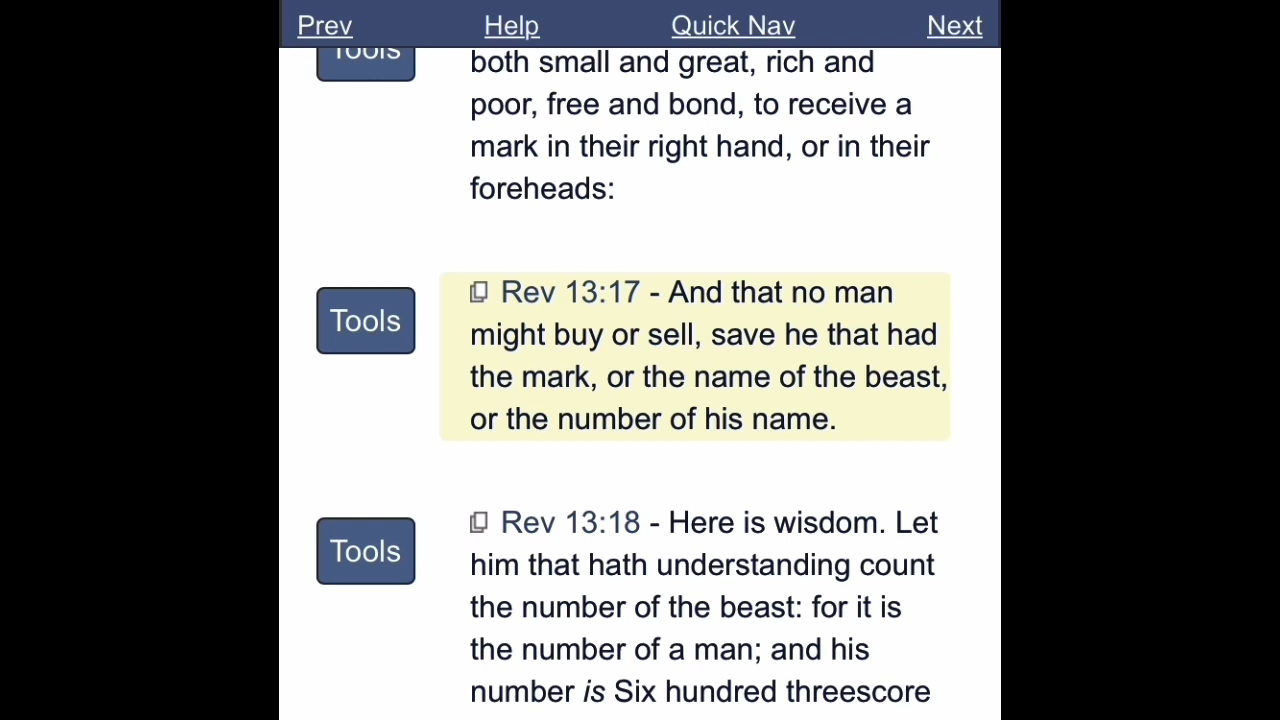 Prev Help Quick Nav Next
Tools
both small and great, rich and
poor, free and bond, to receive a
mark in their right hand, or in their
foreheads:
Tools
Rev 13:17 - And that no man
might buy or sell, save he that had
the mark, or the name of the beast,
or the number of his name.
Tools
Rev 13:18 - Here is wisdom. Let
him that hath understanding count
the number of the beast: for it is
the number of a man; and his
number is Six hundred threescore